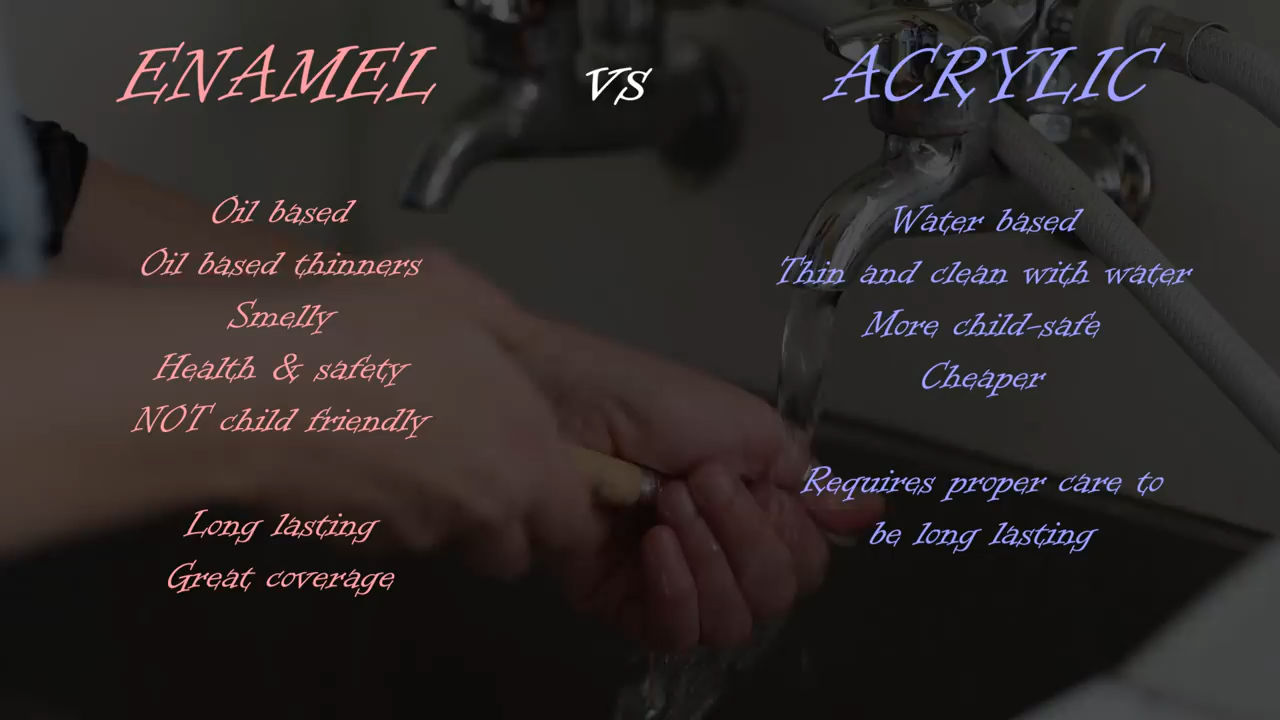 ENAMEL vs ACRYLIC
Oil based
Oil based thinners
Smelly
Health & safety
NOT child friendly
Long lasting
Great coverage
Water based
Thin and clean with water
More child-safe
Cheaper
Requires proper care to
be long lasting